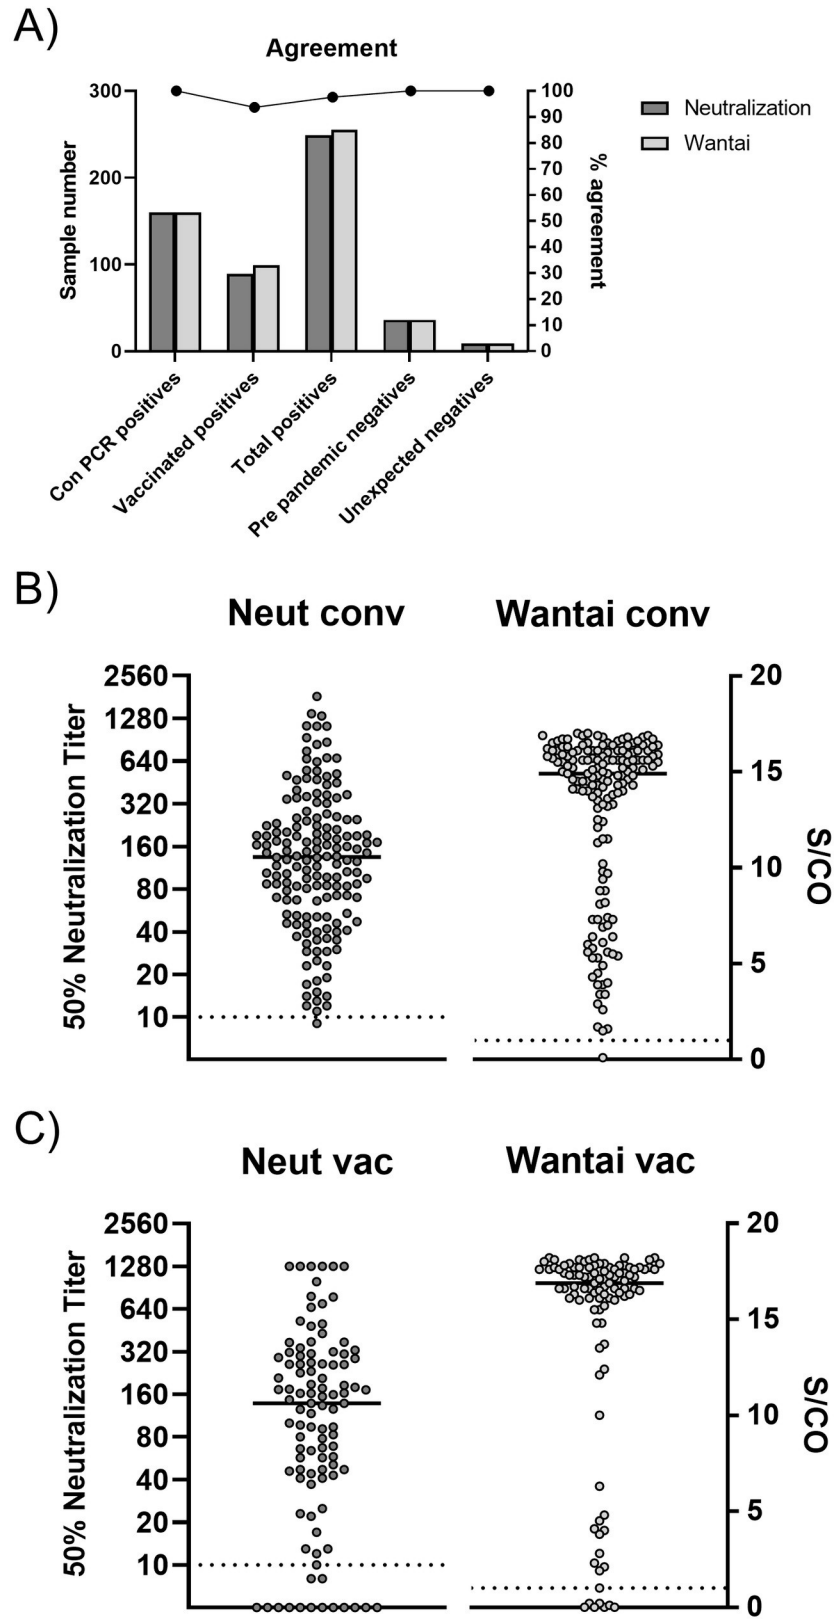 A)
Agreement
300
200
100
0
Sample number
100
90
80
70
60
50
40
30
20
10
0
% agreement
Neutralization
Wantai
Con PCR positives
Vaccinated positives
Total positives
Pre pandemic negatives
Unexpected negatives
B)
Neut conv
Wantai conv
50% Neutralization Titer
2560
1280
640
320
160
80
40
20
10
20
15
10
5
0
S/CO
C)
Neut vac
Wantai vac
50% Neutralization Titer
2560
1280
640
320
160
80
40
20
10
20
15
10
5
0
S/CO